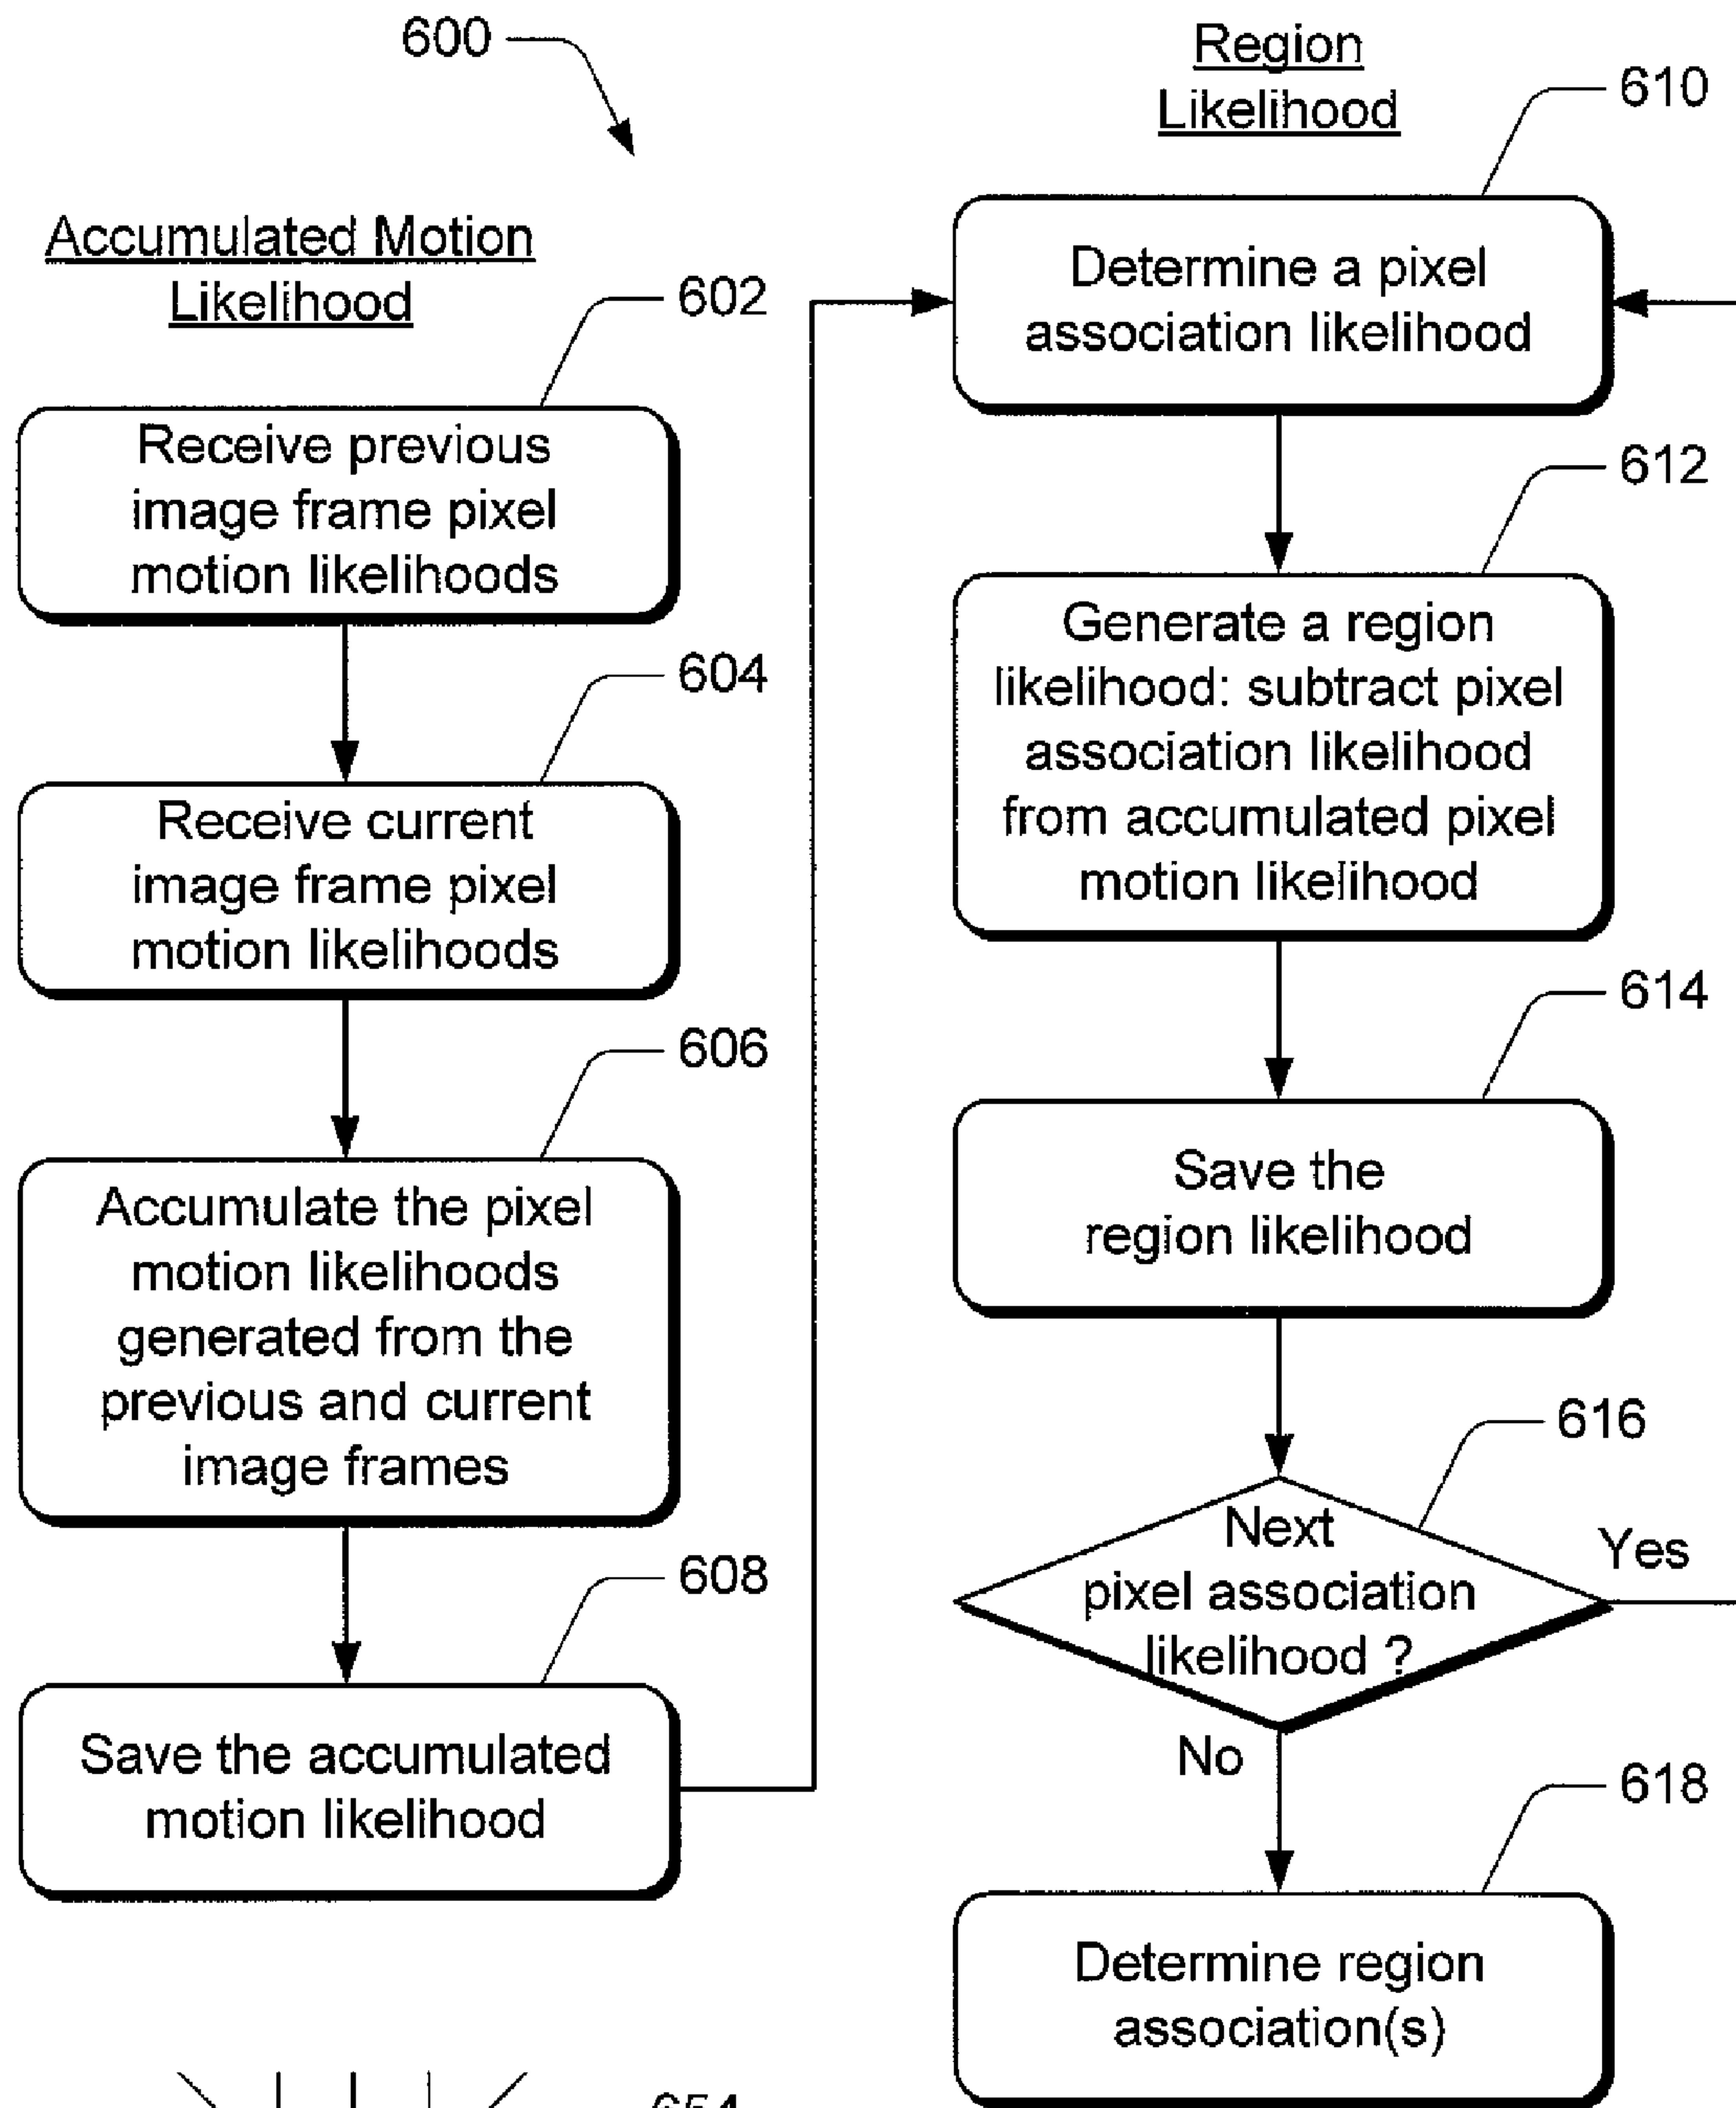 600
Accumulated Motion
Likelihood
602
Receive previous
image frame pixel
motion likelihoods
604
Receive current
image frame pixel
motion likelihoods
606
Accumulate the pixel
motion likelihoods
generated from the
previous and current
image frames
608
Save the accumulated
motion likelihood
Region
Likelihood
610
Determine a pixel
association likelihood
612
Generate a region
likelihood: subtract pixel
association likelihood
from accumulated pixel
motion likelihood
614
Save the
region likelihood
616
Next
pixel association
likelihood ?
Yes
No
618
Determine region
association(s)
654